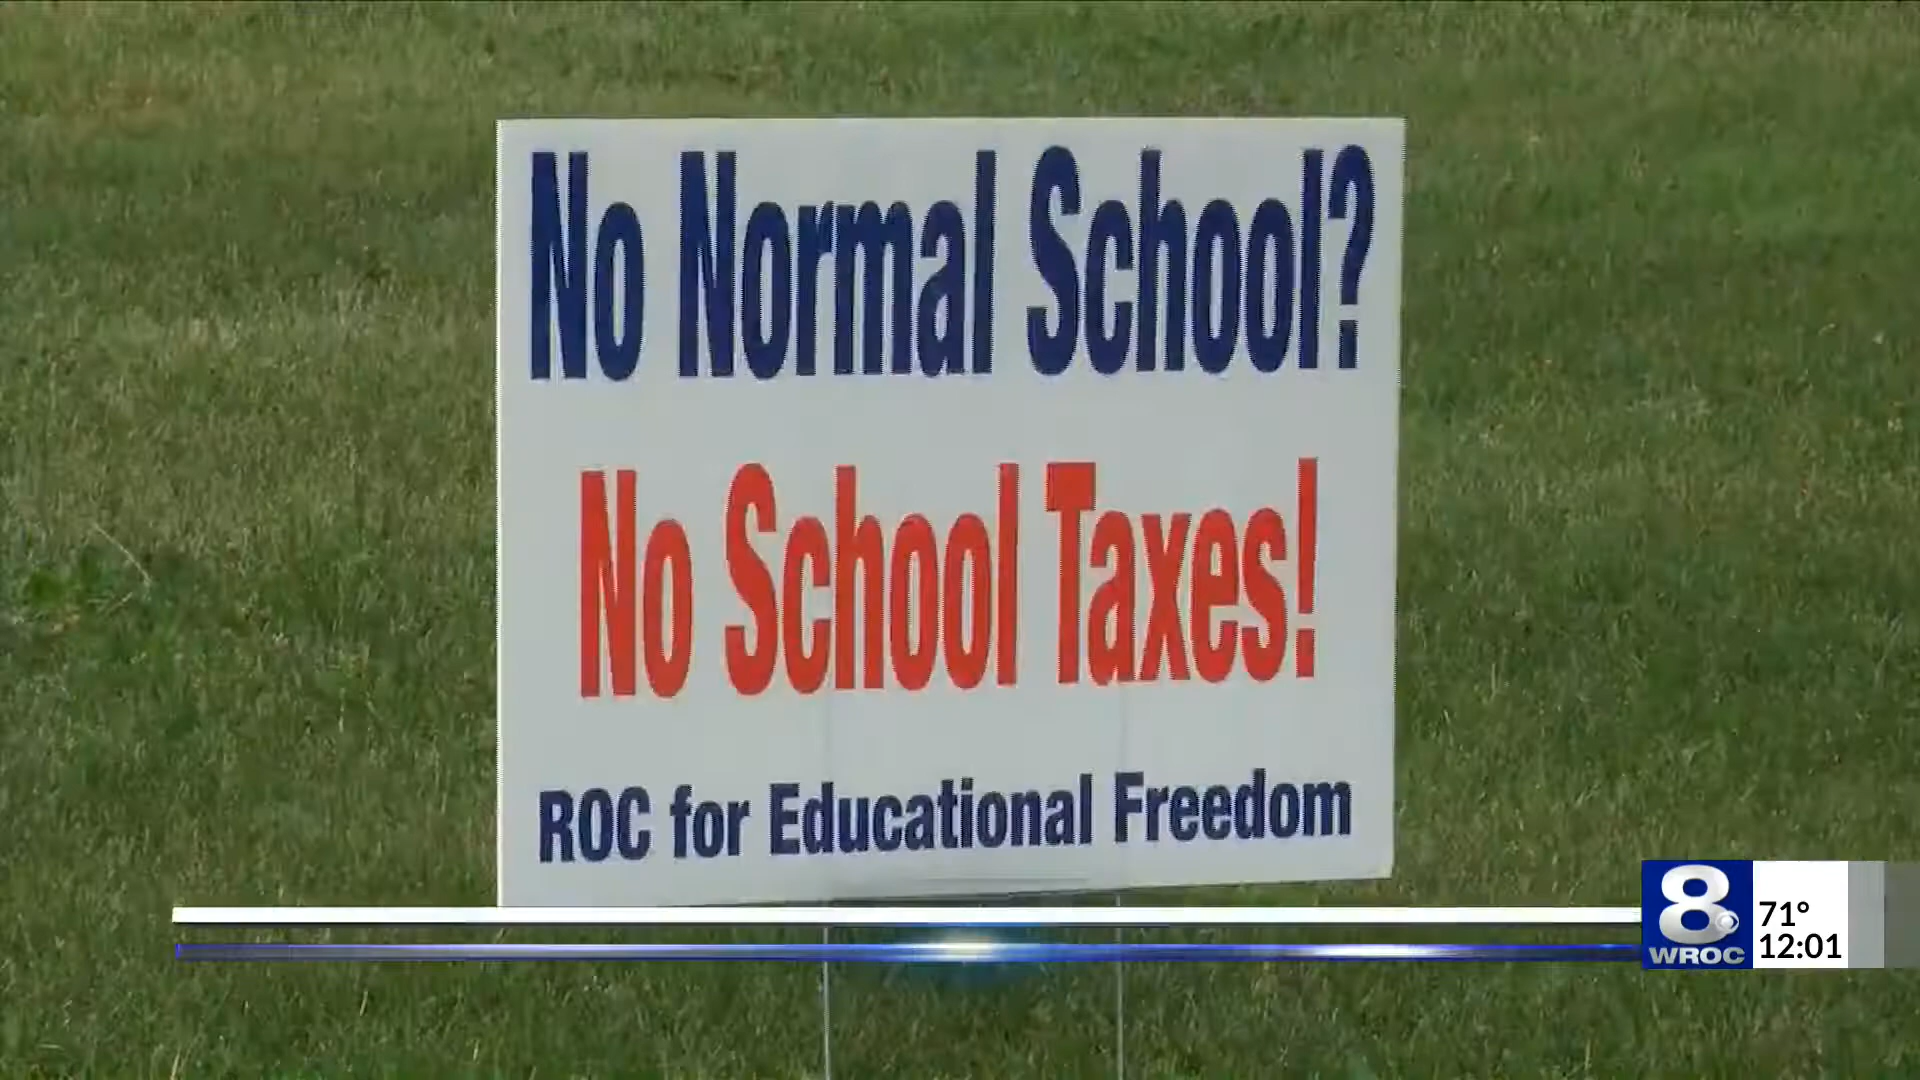 No Normal School?
No School Taxes!
ROC for Educational Freedom
8
WROC
71°
12:01